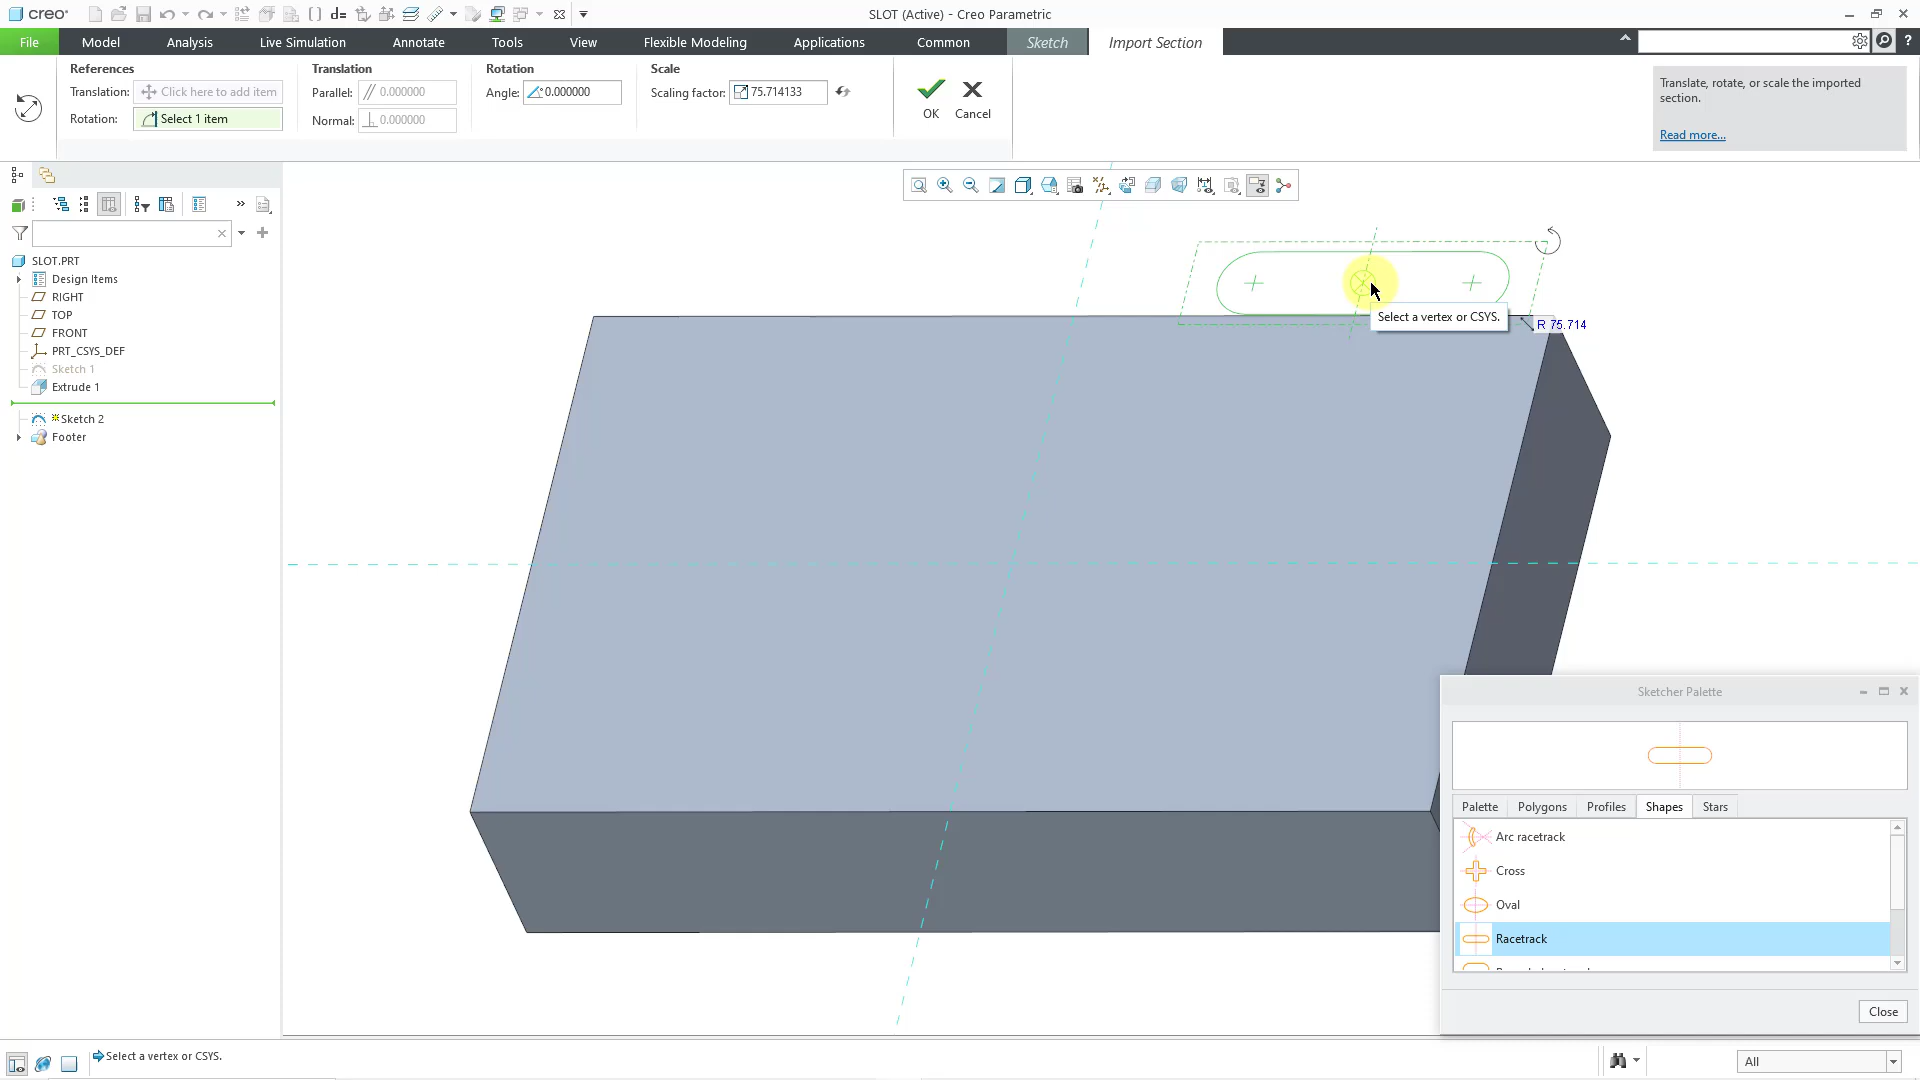 creo
SLOT (Active) - Creo Parametric
File
Model
Analysis
Live Simulation
Annotate
Tools
View
Flexible Modeling
Applications
Common
Sketch
Import Section
References
Translation:
Click here to add item
Rotation:
Select 1 item
Translation
Parallel:
0.000000
Normal:
0.000000
Rotation
Angle:
0.000000
Scale
Scaling factor:
75.714133
OK
Cancel
Translate, rotate, or scale the imported
section.
Read more...
SLOT.PRT
Design Items
RIGHT
TOP
FRONT
PRT_CSYS_DEF
Sketch 1
Extrude 1
Sketch 2
Footer
Select a vertex or CSYS.
R 75.714
Sketcher Palette
Palette
Polygons
Profiles
Shapes
Stars
Arc racetrack
Cross
Oval
Racetrack
Close
Select a vertex or CSYS.
All